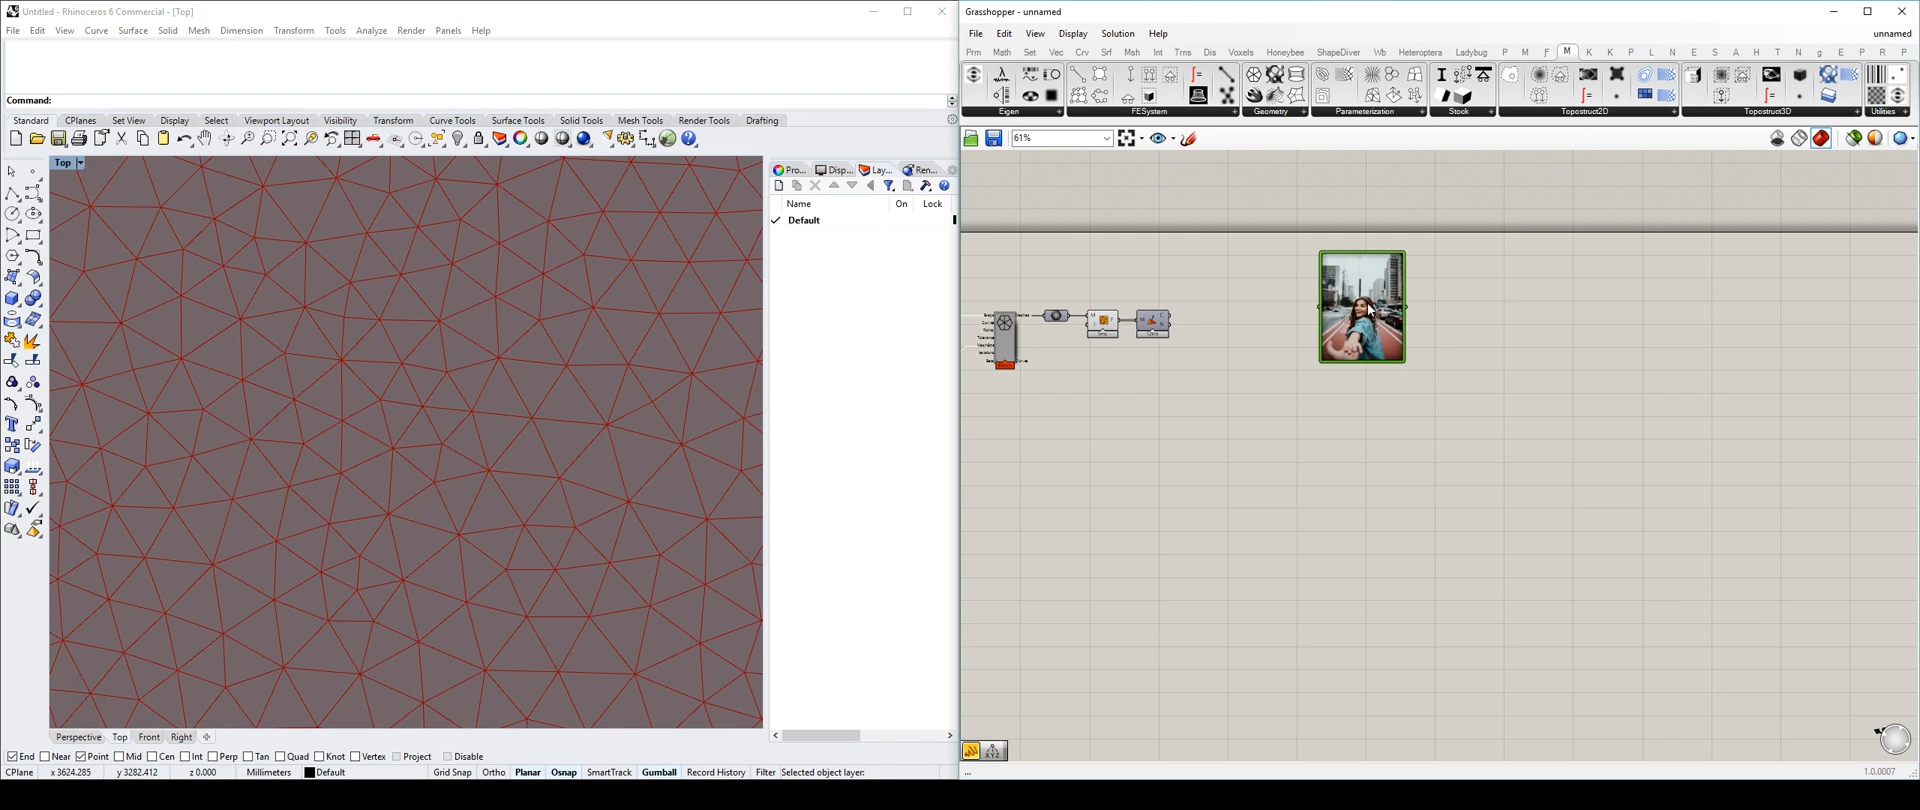 Untitled - Rhinoceros 6 Commercial - [Top]
File Edit View Curve Surface Solid Mesh Dimension Transform Tools Analyze Render Panels Help
Command:
Standard CPlanes Set View Display Select Viewport Layout Visibility Transform Curve Tools Surface Tools Solid Tools Mesh Tools Render Tools Drafting
Top
Pro... Disp... Lay... Ren...
Name On Lock
Default
Perspective Top Front Right
End Near Point Mid Cen Int Perp Tan Quad Knot Vertex Project Disable
CPlane x 3624.285 y 3282.412 z 0.000 Millimeters Default Grid Snap Ortho Planar Osnap SmartTrack Gumball Record History Filter Selected object layer:
Grasshopper - unnamed
File Edit View Display Solution Help unnamed
Prm Math Set Vec Crv Srf Msh Int Trns Dis Voxels Honeybee ShapeDiver Wb Heteroptera Ladybug P M F M K K P L N E S A H T N g E P R P
Eigen FESystem Geometry Parameterization Stock Topostruct2D Topostruct3D Utilities
61%
M
F
M
C
N
XYZ
...
1.0.0007